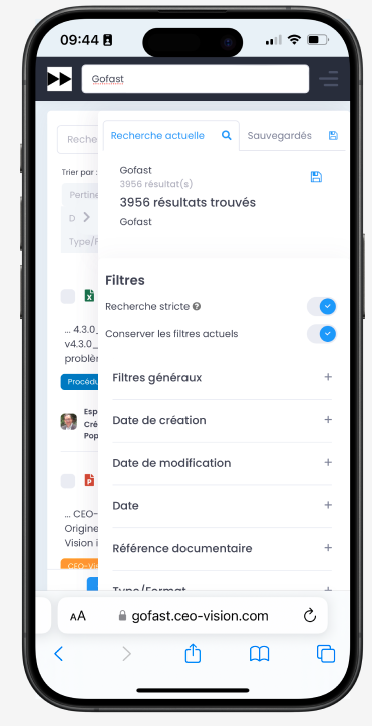 09:44
Gofast
Reche
Recherche actuelle
Sauvegardés
Trier par :
Gofast
3956 résultat(s)
3956 résultats trouvés
Gofast
Pertine
D
Type/F
Filtres
Recherche stricte
Conserver les filtres actuels
... 4.3.0_
v4.3.0_
problèr
Procédu
Filtres généraux
+
Esp
Cré
Pop
Date de création
+
Date de modification
+
Date
+
... CEO-
Origine
Vision i
CEO-Vis
Référence documentaire
+
Type/Format
+
AA
gofast.ceo-vision.com